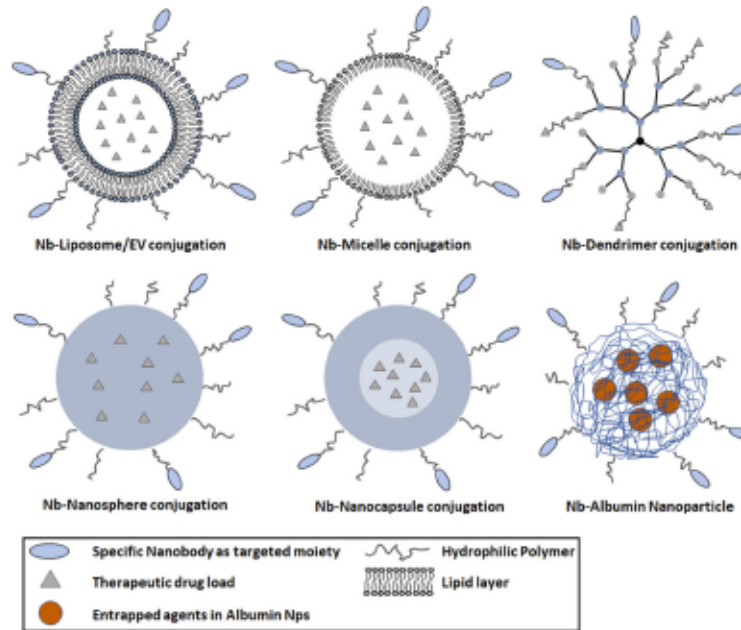 Nb-Liposome/EV conjugation
Nb-Micelle conjugation
Nb-Dendrimer conjugation
Nb-Nanosphere conjugation
Nb-Nanocapsule conjugation
Nb-Albumin Nanoparticle
Specific Nanobody as targeted moiety
Hydrophilic Polymer
Therapeutic drug load
Lipid layer
Entrapped agents in Albumin Nps